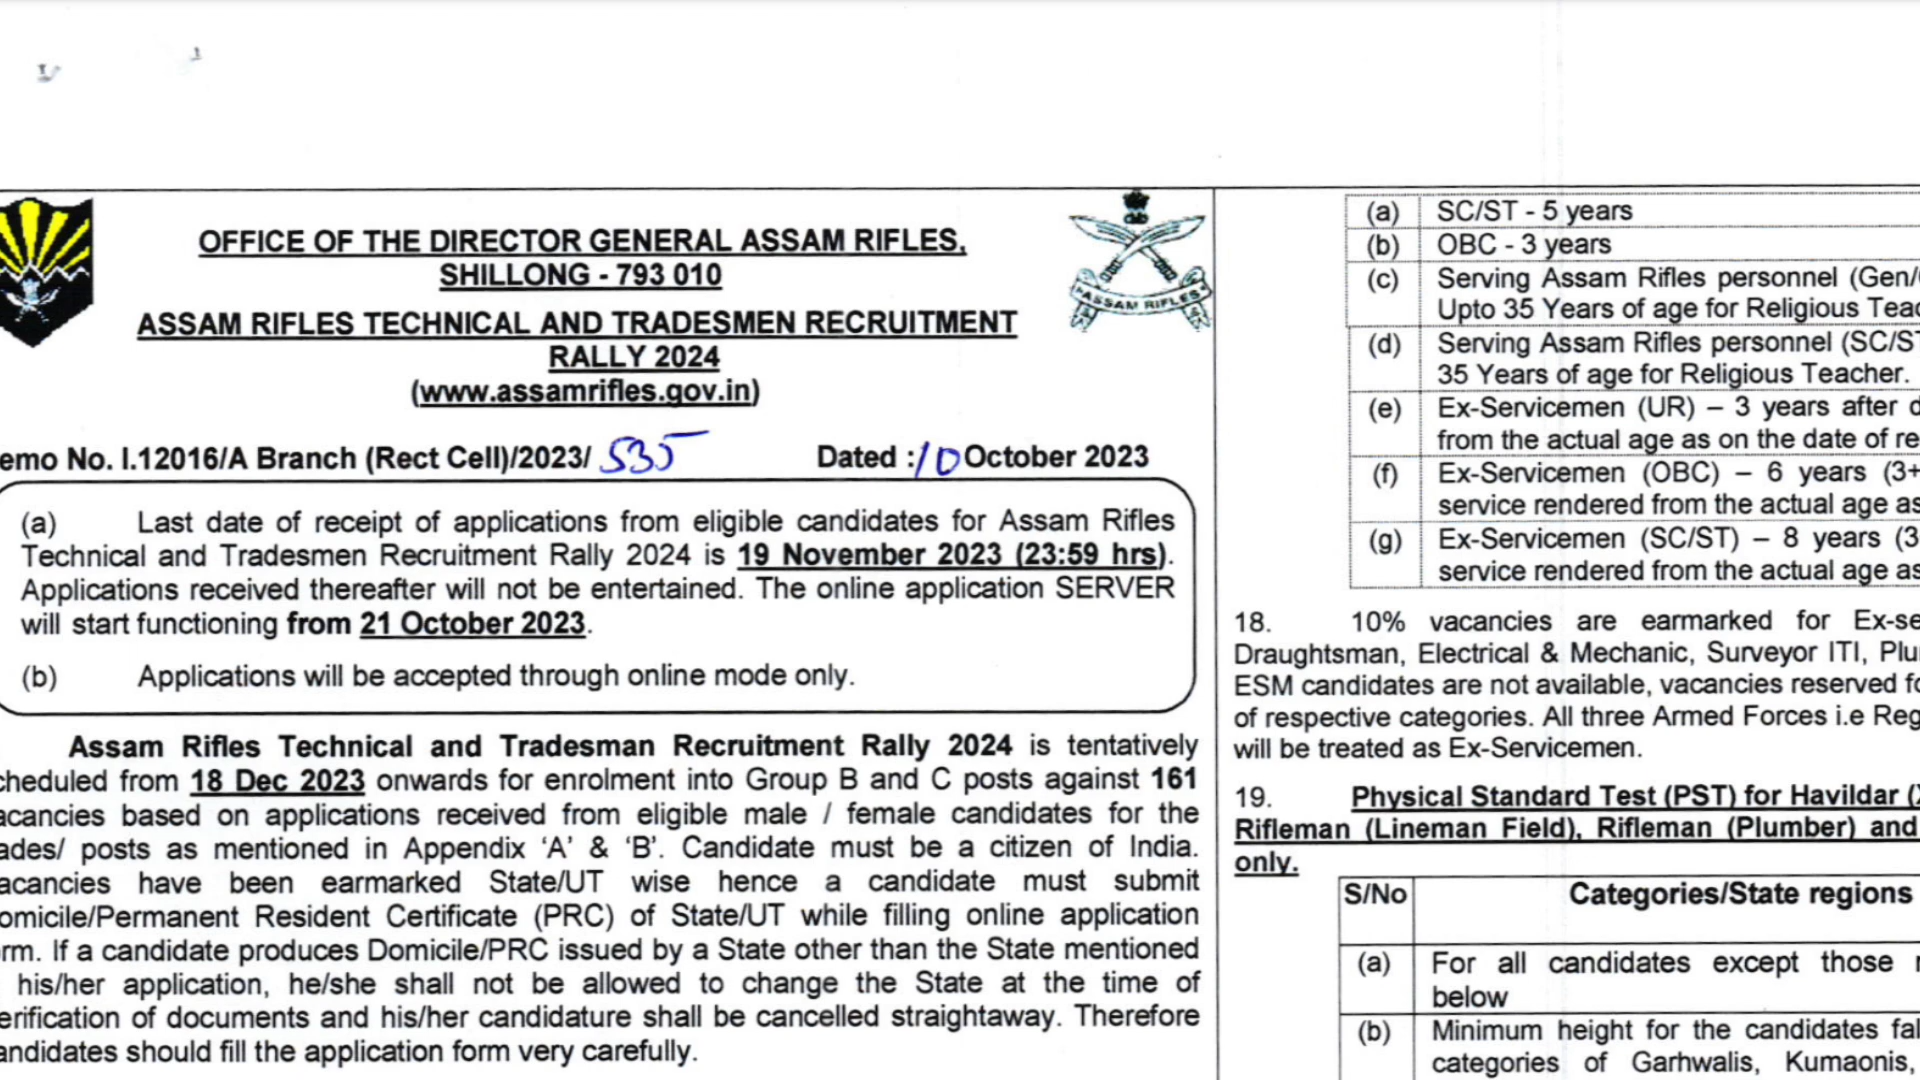 OFFICE OF THE DIRECTOR GENERAL ASSAM RIFLES,
SHILLONG - 793 010
ASSAM RIFLES TECHNICAL AND TRADESMEN RECRUITMENT
RALLY 2024
(www.assamrifles.gov.in)
ASSAM RIFLES
emo No. I.12016/A Branch (Rect Cell)/2023/ 535 Dated : 10 October 2023
(a) Last date of receipt of applications from eligible candidates for Assam Rifles
Technical and Tradesmen Recruitment Rally 2024 is 19 November 2023 (23:59 hrs).
Applications received thereafter will not be entertained. The online application SERVER
will start functioning from 21 October 2023.
(b) Applications will be accepted through online mode only.
Assam Rifles Technical and Tradesman Recruitment Rally 2024 is tentatively
cheduled from 18 Dec 2023 onwards for enrolment into Group B and C posts against 161
acancies based on applications received from eligible male / female candidates for the
ades/ posts as mentioned in Appendix ‘A’ & ‘B’. Candidate must be a citizen of India.
acancies have been earmarked State/UT wise hence a candidate must submit
omicile/Permanent Resident Certificate (PRC) of State/UT while filling online application
rm. If a candidate produces Domicile/PRC issued by a State other than the State mentioned
his/her application, he/she shall not be allowed to change the State at the time of
erification of documents and his/her candidature shall be cancelled straightaway. Therefore
andidates should fill the application form very carefully.
(a) SC/ST - 5 years
(b) OBC - 3 years
(c) Serving Assam Rifles personnel (Gen/
Upto 35 Years of age for Religious Teac
(d) Serving Assam Rifles personnel (SC/ST
35 Years of age for Religious Teacher.
(e) Ex-Servicemen (UR) – 3 years after d
from the actual age as on the date of re
(f) Ex-Servicemen (OBC) – 6 years (3+
service rendered from the actual age as
(g) Ex-Servicemen (SC/ST) – 8 years (3
service rendered from the actual age as
18. 10% vacancies are earmarked for Ex-se
Draughtsman, Electrical & Mechanic, Surveyor ITI, Plu
ESM candidates are not available, vacancies reserved fo
of respective categories. All three Armed Forces i.e Reg
will be treated as Ex-Servicemen.
19. Physical Standard Test (PST) for Havildar (
Rifleman (Lineman Field), Rifleman (Plumber) and
only.
S/No Categories/State regions
(a) For all candidates except those
below
(b) Minimum height for the candidates fal
categories of Garhwalis, Kumaonis,